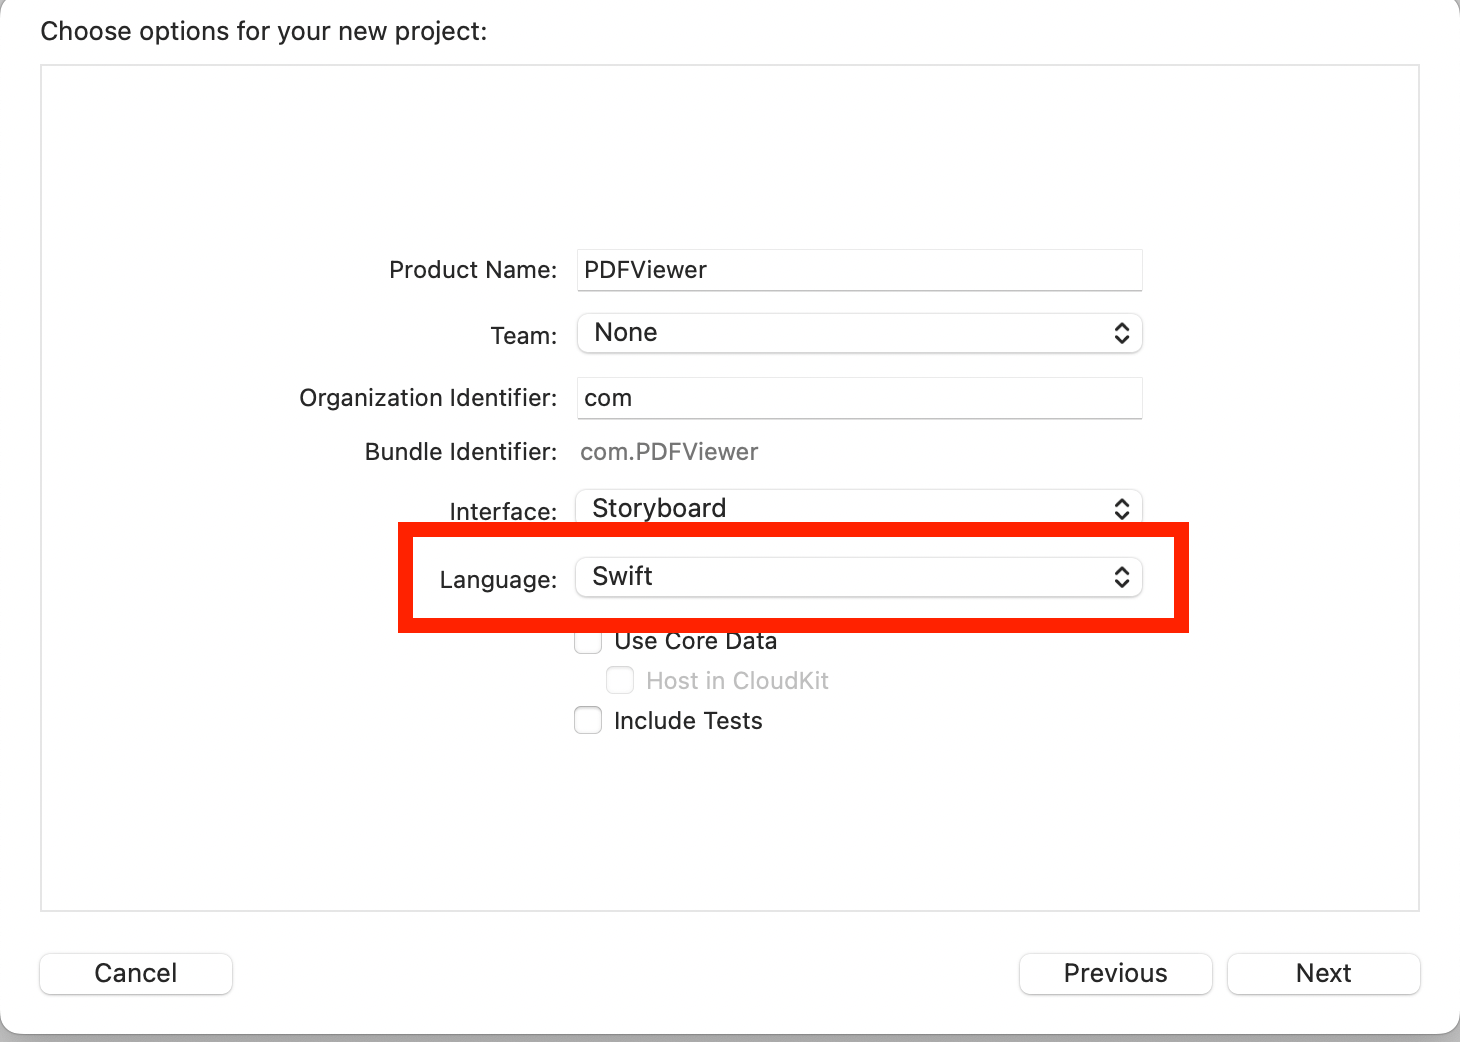 Choose options for your new project:
Product Name: PDFViewer
Team: None
Organization Identifier: com
Bundle Identifier: com.PDFViewer
Interface: Storyboard
Language: Swift
Use Core Data
Host in CloudKit
Include Tests
Cancel Previous Next